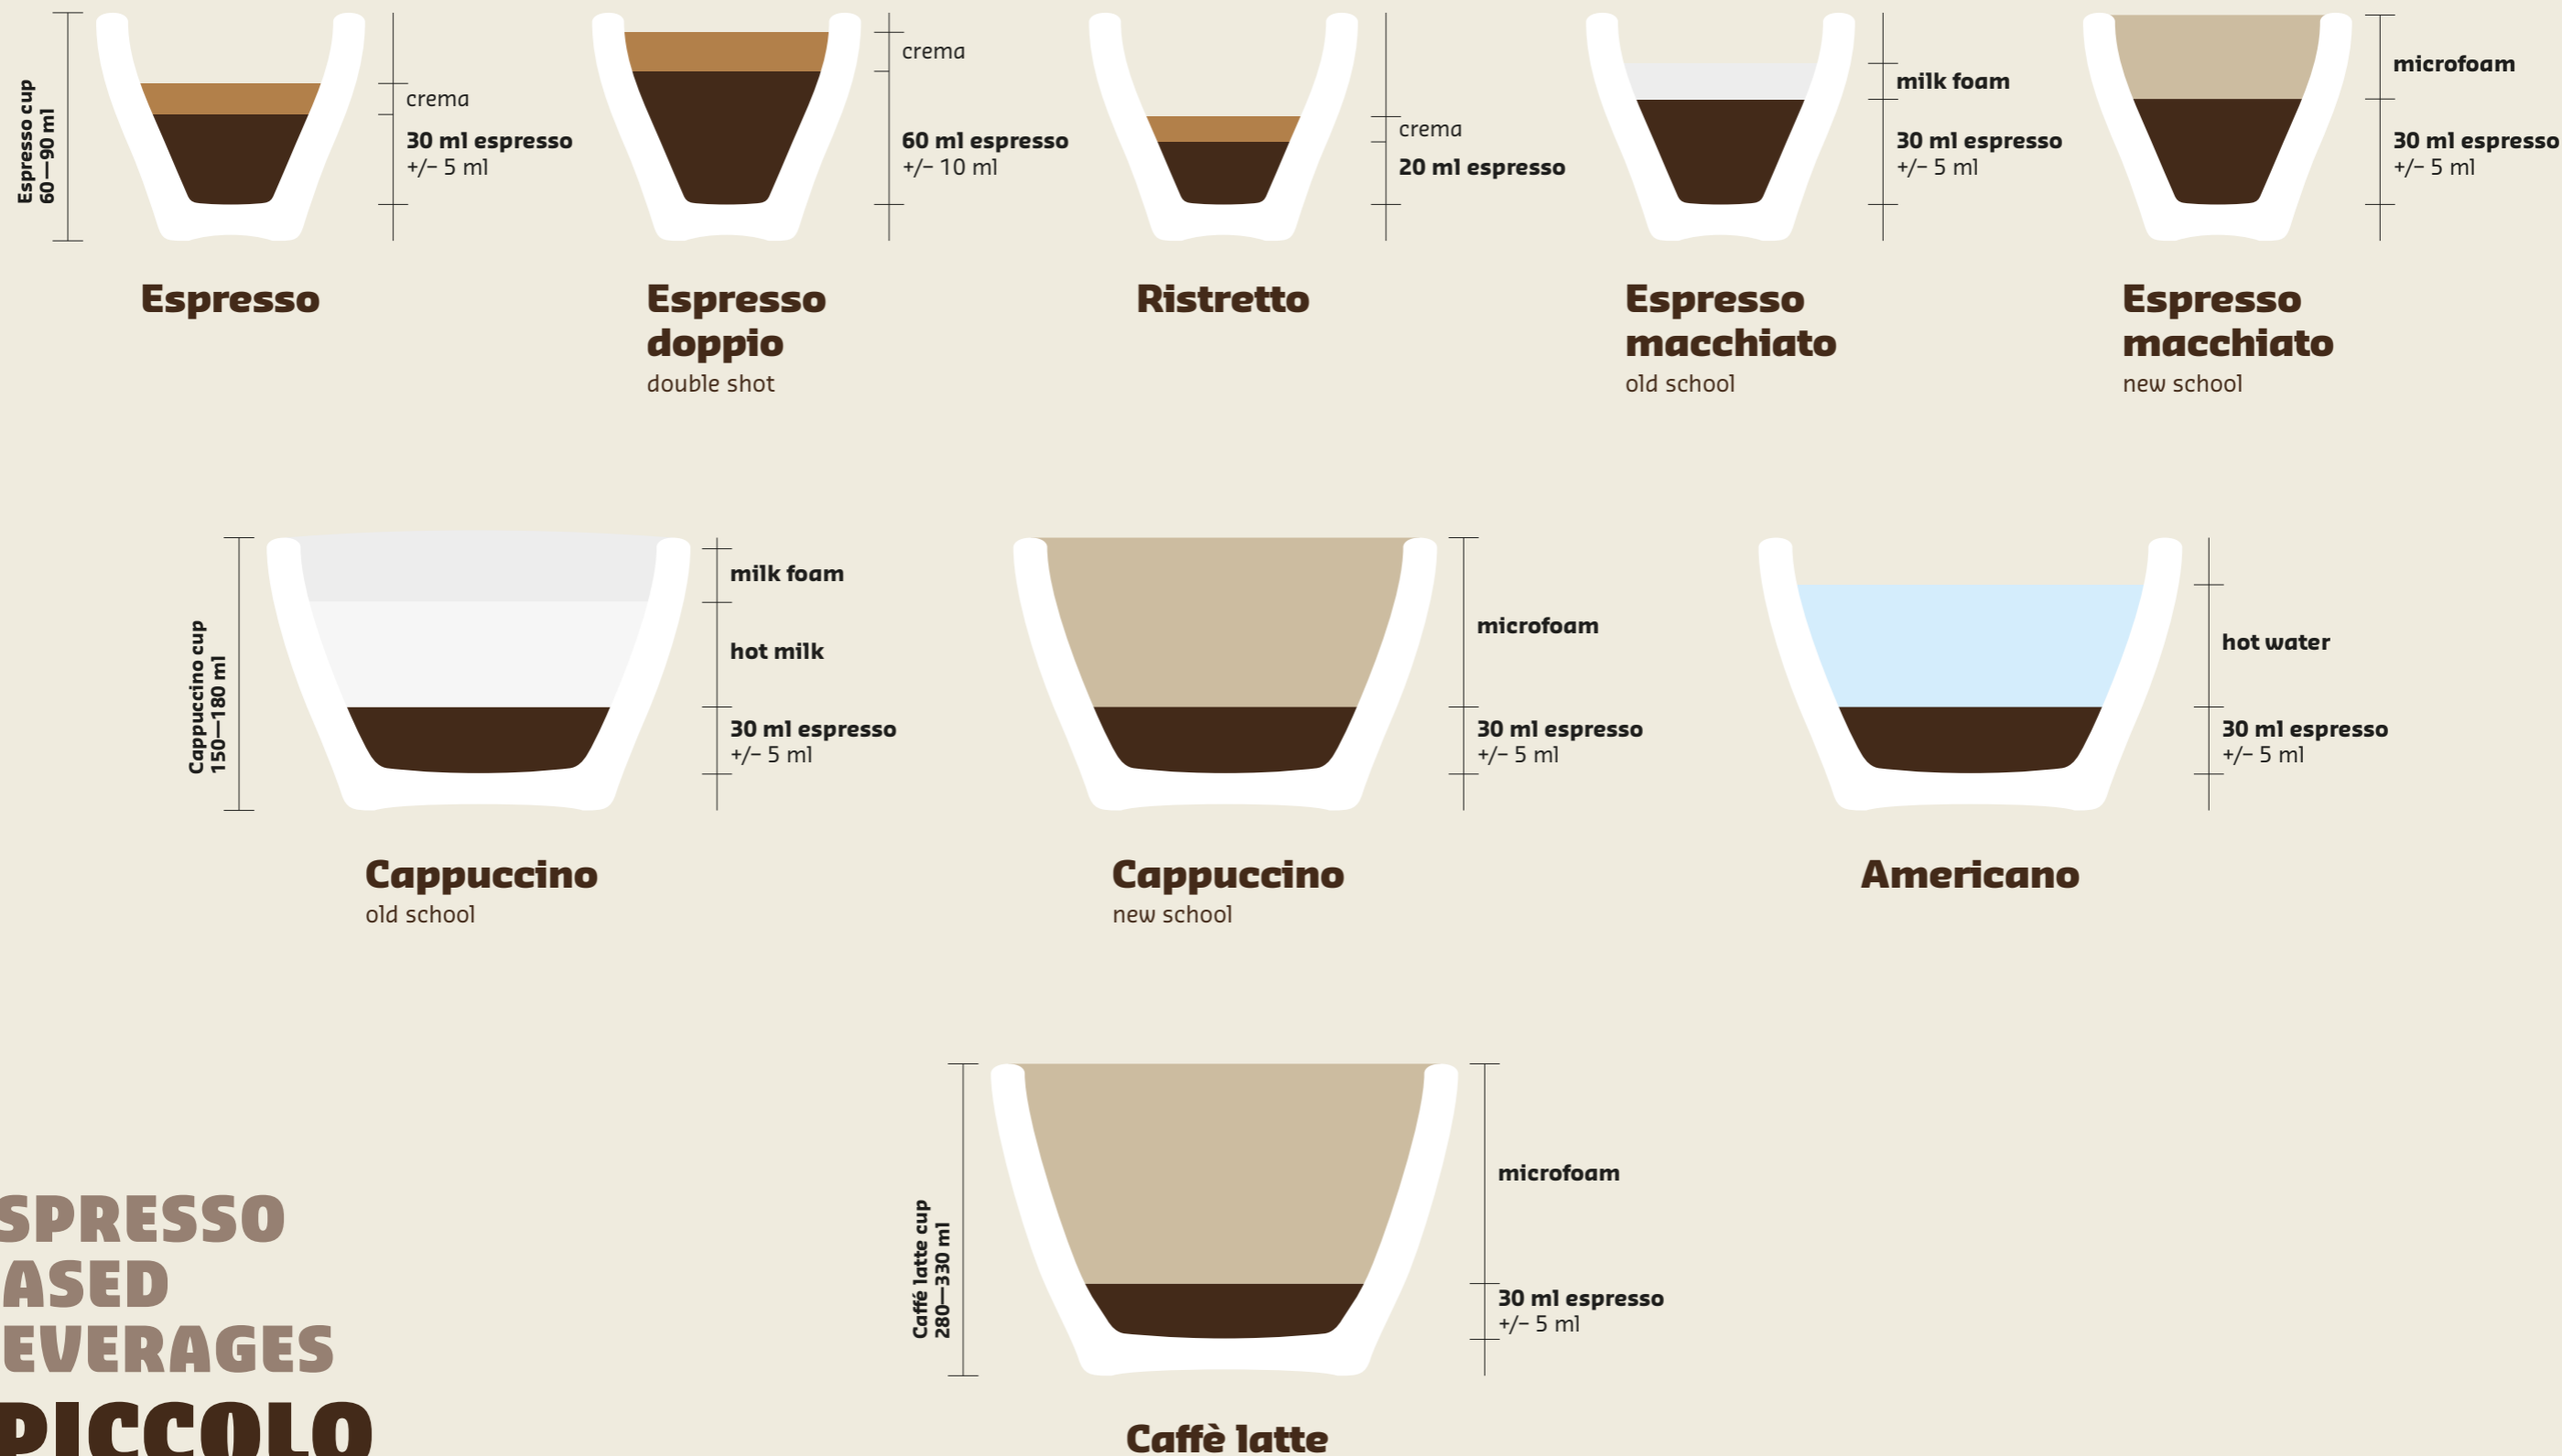 Espresso cup
60—90 ml
crema
30 ml espresso
+/– 5 ml
Espresso
crema
60 ml espresso
+/– 10 ml
Espresso
doppio
double shot
crema
20 ml espresso
Ristretto
milk foam
30 ml espresso
+/– 5 ml
Espresso
macchiato
old school
microfoam
30 ml espresso
+/– 5 ml
Espresso
macchiato
new school
Cappuccino cup
150—180 ml
milk foam
hot milk
30 ml espresso
+/– 5 ml
Cappuccino
old school
microfoam
30 ml espresso
+/– 5 ml
Cappuccino
new school
hot water
30 ml espresso
+/– 5 ml
Americano
Caffé latte cup
280—330 ml
microfoam
30 ml espresso
+/– 5 ml
Caffè latte
SPRESSO
ASED
EVERAGES
PICCOLO